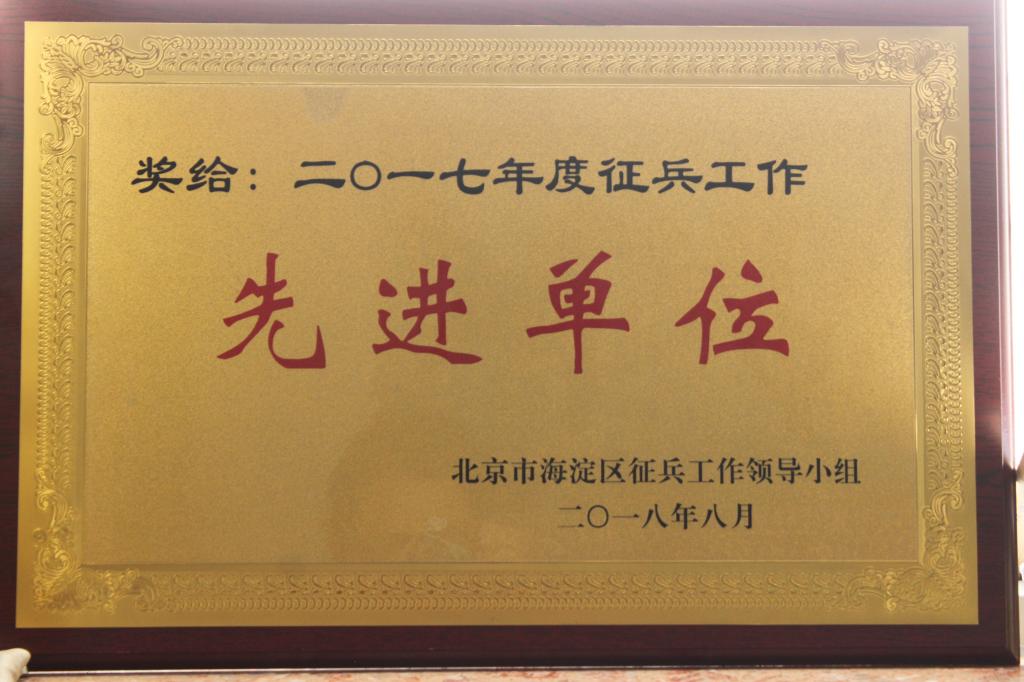 奖给：二〇一七年度征兵工作
先进单位
北京市海淀区征兵工作领导小组
二〇一八年八月